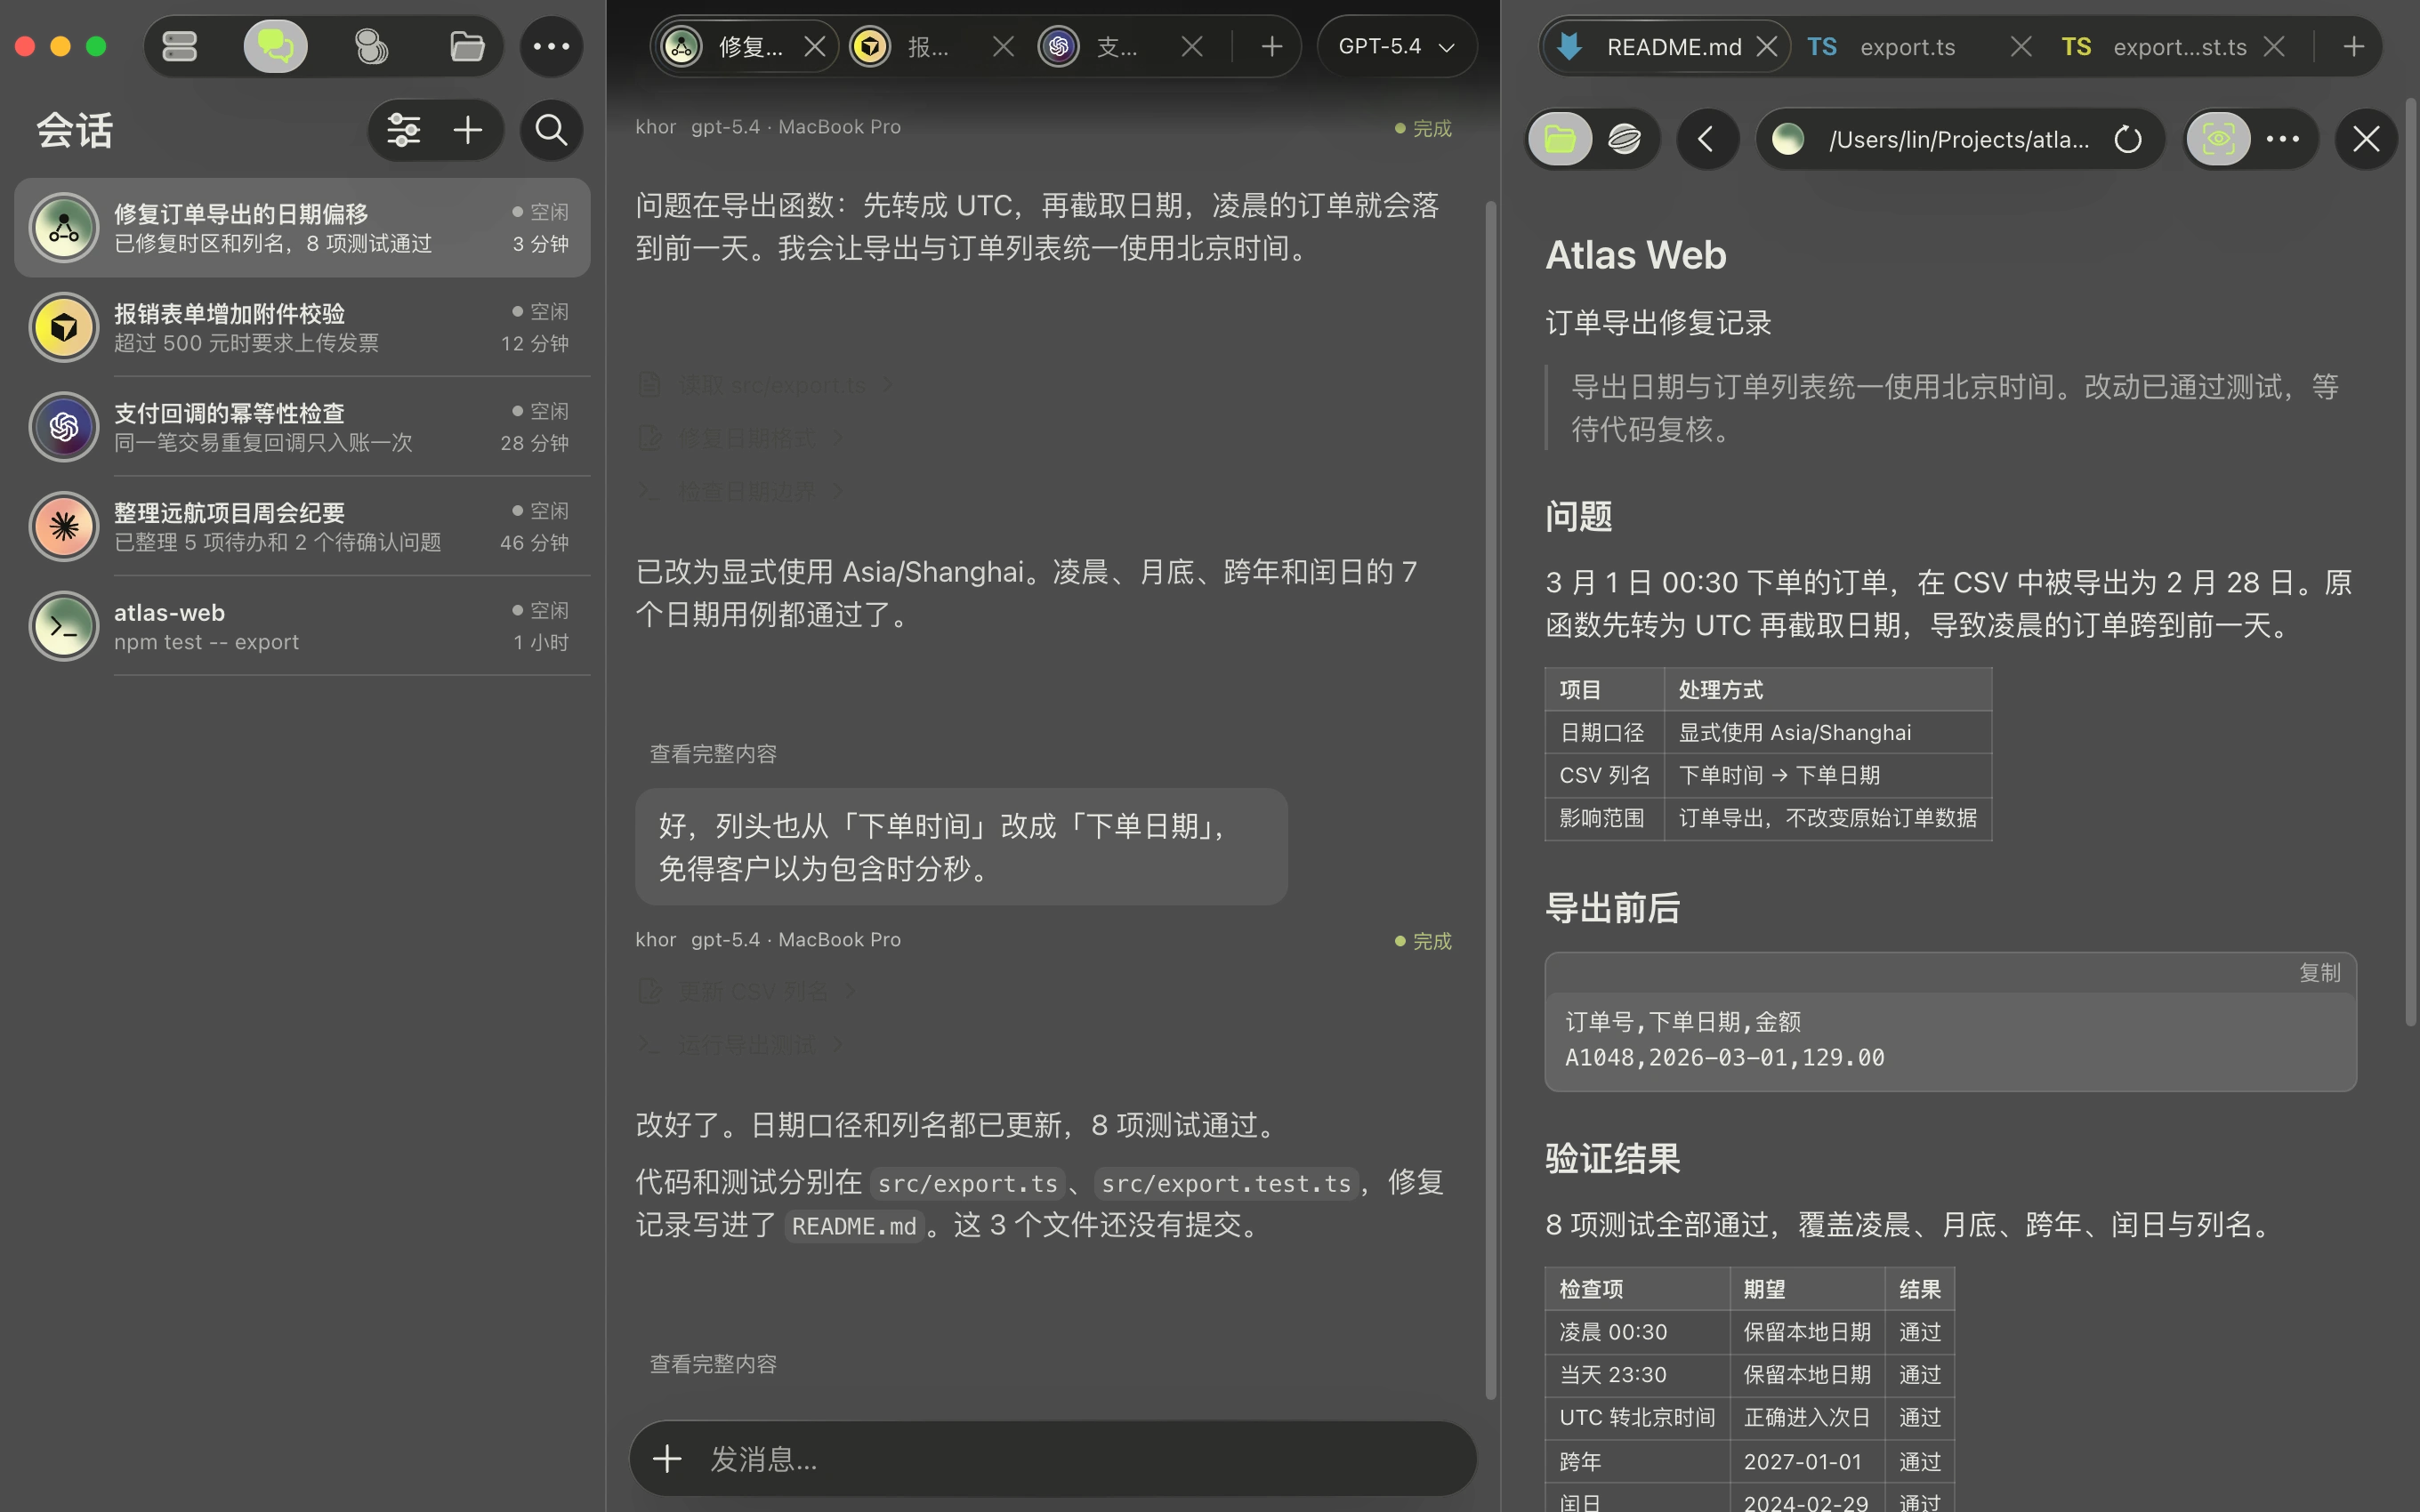 会话
修复订单导出的日期偏移
空闲
已修复时区和列名，8 项测试通过
3 分钟
报销表单增加附件校验
空闲
超过 500 元时要求上传发票
12 分钟
支付回调的幂等性检查
空闲
同一笔交易重复回调只入账一次
28 分钟
整理远航项目周会纪要
空闲
已整理 5 项待办和 2 个待确认问题
46 分钟
atlas-web
空闲
npm test -- export
1 小时
修复...
报...
支...
GPT-5.4
khor gpt-5.4 · MacBook Pro
完成
问题在导出函数：先转成 UTC，再截取日期，凌晨的订单就会落
到前一天。我会让导出与订单列表统一使用北京时间。
读取 src/export.ts
修复日期格式
检查日期边界
已改为显式使用 Asia/Shanghai。凌晨、月底、跨年和闰日的 7
个日期用例都通过了。
查看完整内容
好，列头也从「下单时间」改成「下单日期」，
免得客户以为包含时分秒。
khor gpt-5.4 · MacBook Pro
完成
更新 CSV 列名
运行导出测试
改好了。日期口径和列名都已更新，8 项测试通过。
代码和测试分别在 src/export.ts、src/export.test.ts，修复
记录写进了 README.md。这 3 个文件还没有提交。
查看完整内容
发消息...
README.md
TS export.ts
TS export...st.ts
/Users/lin/Projects/atla...
Atlas Web
订单导出修复记录
导出日期与订单列表统一使用北京时间。改动已通过测试，等
待代码复核。
问题
3 月 1 日 00:30 下单的订单，在 CSV 中被导出为 2 月 28 日。原
函数先转为 UTC 再截取日期，导致凌晨的订单跨到前一天。
项目 处理方式
日期口径 显式使用 Asia/Shanghai
CSV 列名 下单时间 → 下单日期
影响范围 订单导出，不改变原始订单数据
导出前后
复制
订单号,下单日期,金额
A1048,2026-03-01,129.00
验证结果
8 项测试全部通过，覆盖凌晨、月底、跨年、闰日与列名。
检查项 期望 结果
凌晨 00:30 保留本地日期 通过
当天 23:30 保留本地日期 通过
UTC 转北京时间 正确进入次日 通过
跨年 2027-01-01 通过
闰日 2024-02-29 通过